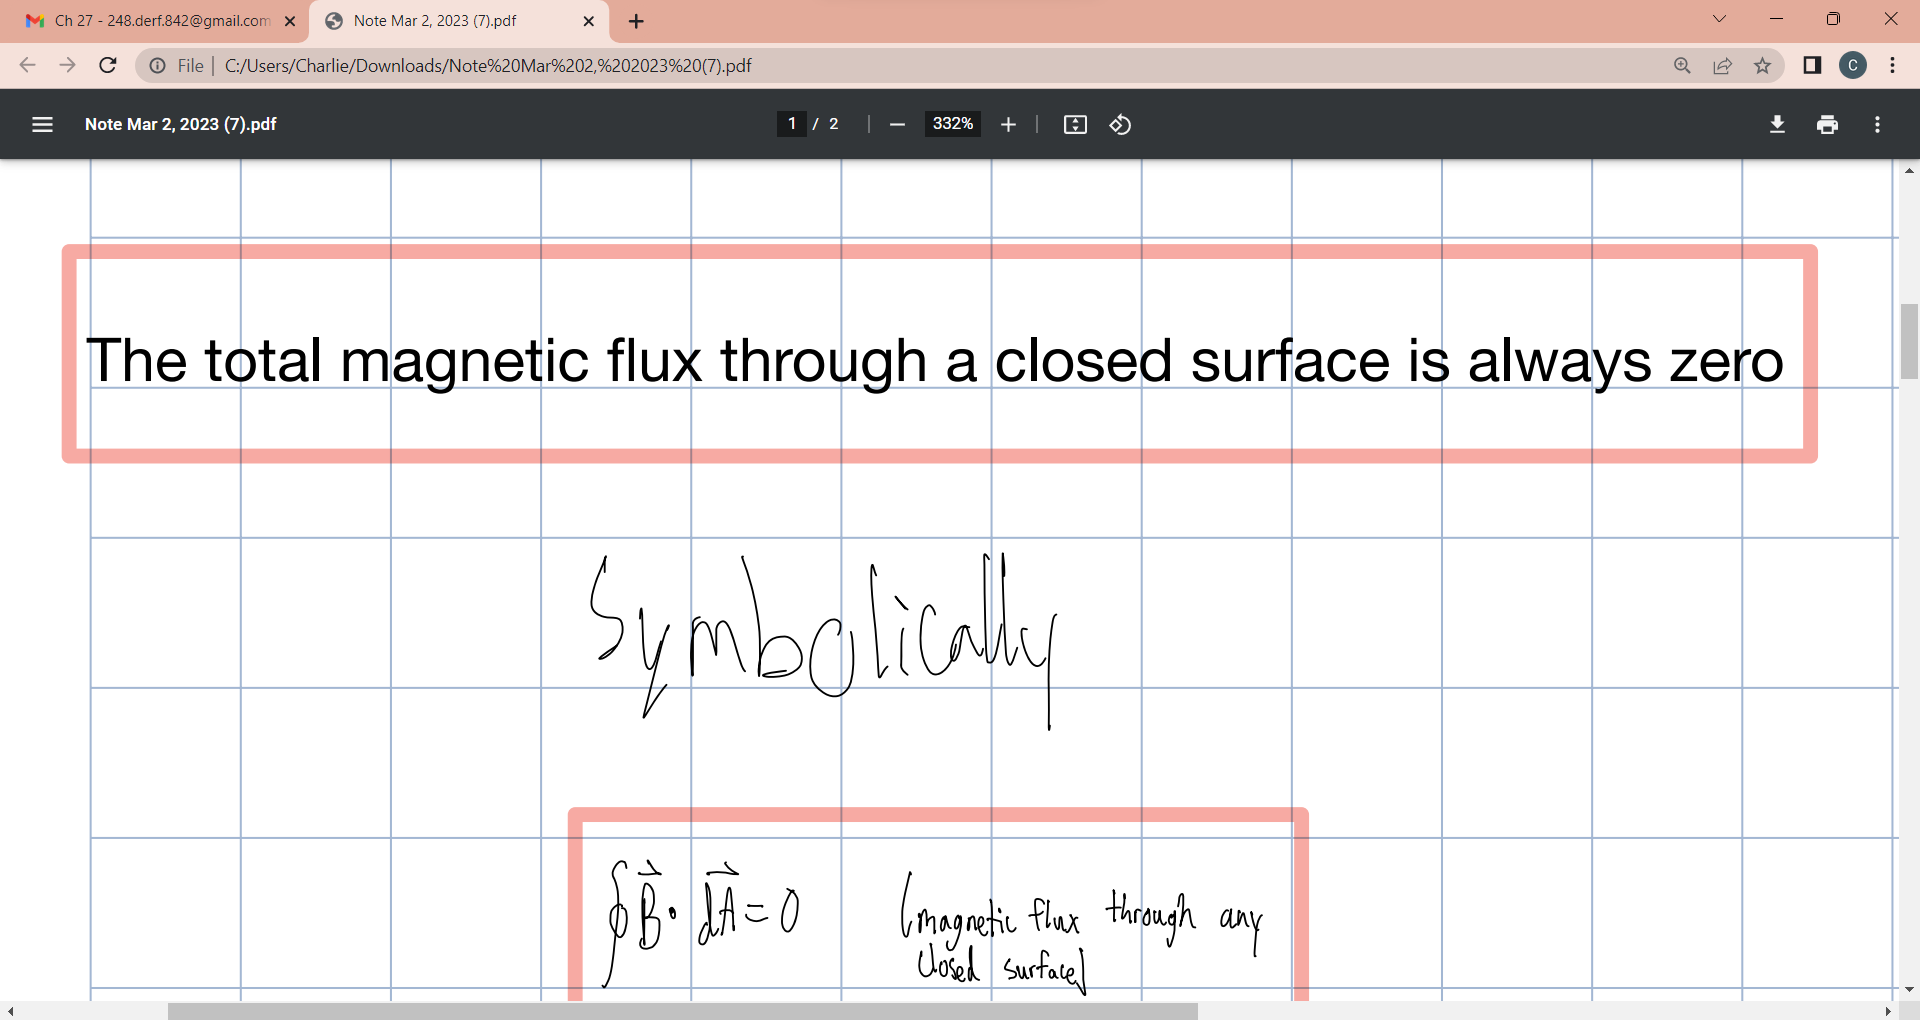 Ch 27 - 248.derf.842@gmail.com
Note Mar 2, 2023 (7).pdf
File C:/Users/Charlie/Downloads/Note%20Mar%202,%202023%20(7).pdf
C
Note Mar 2, 2023 (7).pdf
1 / 2
332%
The total magnetic flux through a closed surface is always zero
Symbolically
∮B⃗ · dA⃗ = 0 (magnetic flux through any
closed surface)